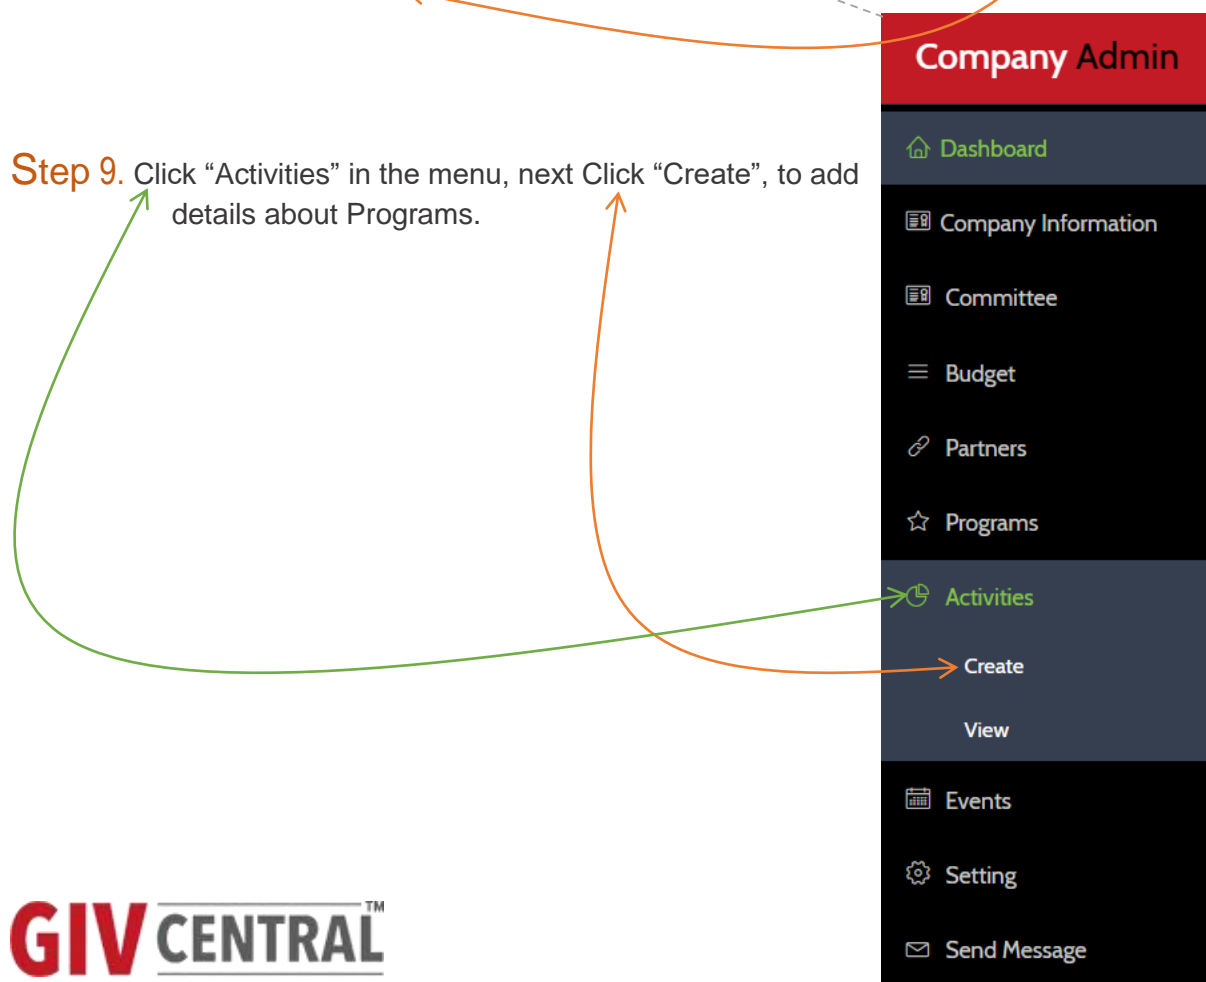 Company Admin
Dashboard
Step 9. Click “Activities” in the menu, next Click “Create”, to add
details about Programs.
Company Information
Committee
Budget
Partners
Programs
Activities
Create
View
Events
Setting
Send Message
GIV CENTRAL™